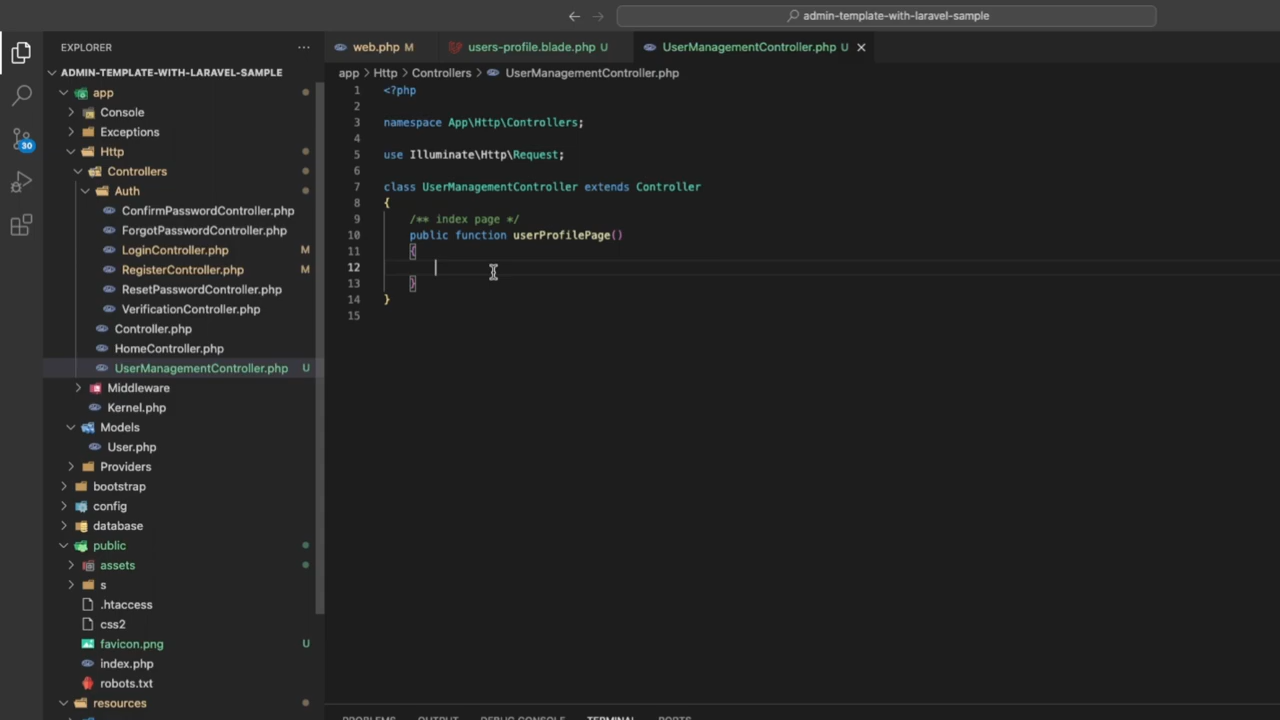 admin-template-with-laravel-sample
EXPLORER
web.php M
users-profile.blade.php U
UserManagementController.php U
ADMIN-TEMPLATE-WITH-LARAVEL-SAMPLE
app > Http > Controllers > UserManagementController.php
app
Console
Exceptions
Http
Controllers
Auth
ConfirmPasswordController.php
ForgotPasswordController.php
LoginController.php M
RegisterController.php M
ResetPasswordController.php
VerificationController.php
Controller.php
HomeController.php
UserManagementController.php U
Middleware
Kernel.php
Models
User.php
Providers
bootstrap
config
database
public
assets
s
.htaccess
css2
favicon.png U
index.php
robots.txt
resources
30
1 <?php
2
3 namespace App\Http\Controllers;
4
5 use Illuminate\Http\Request;
6
7 class UserManagementController extends Controller
8 {
9 /** index page */
10 public function userProfilePage()
11 {
12
13 }
14 }
15
PROBLEMS OUTPUT DEBUG CONSOLE TERMINAL PORTS